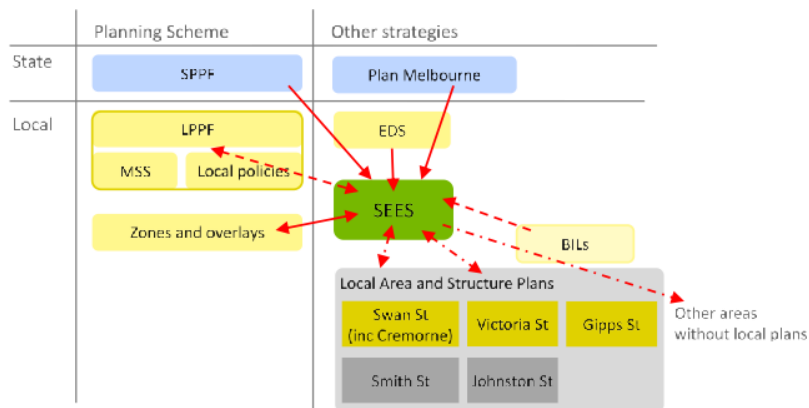 Planning Scheme
Other strategies
State
SPPF
Plan Melbourne
Local
LPPF
EDS
MSS
Local policies
SEES
Zones and overlays
BILs
Local Area and Structure Plans
Swan St
(inc Cremorne)
Victoria St
Gipps St
Other areas
without local plans
Smith St
Johnston St